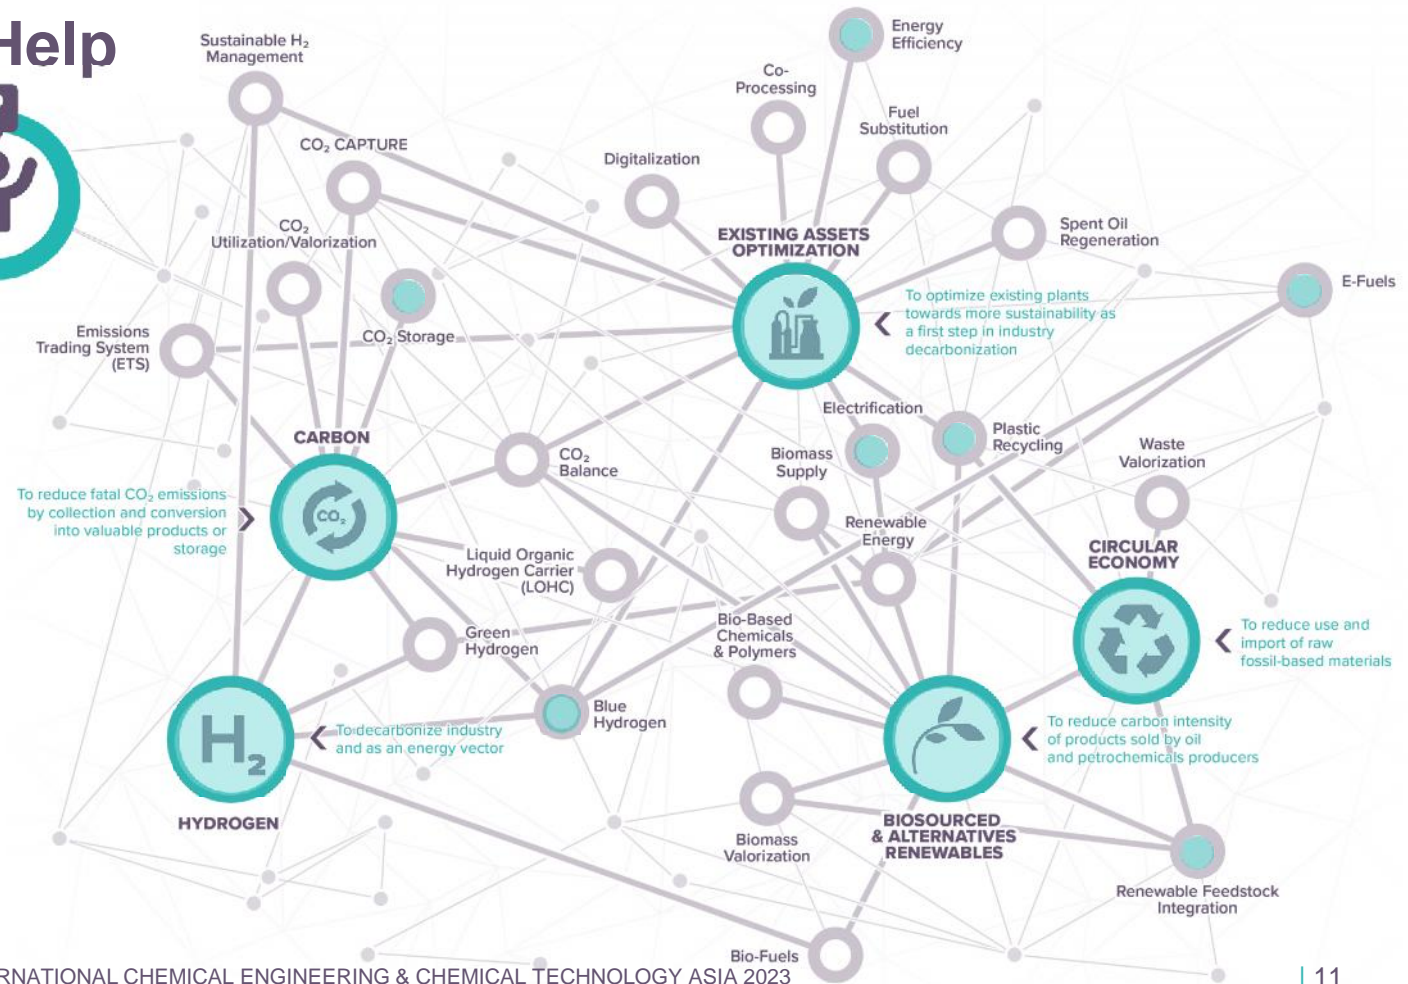 Help
Sustainable H₂
Management
Energy
Efficiency
Co-
Processing
Fuel
Substitution
CO₂ CAPTURE
Digitalization
CO₂
Utilization/Valorization
EXISTING ASSETS
OPTIMIZATION
Spent Oil
Regeneration
E-Fuels
To optimize existing plants
towards more sustainability as
a first step in industry
decarbonization
Emissions
Trading System
(ETS)
CO₂ Storage
Electrification
CARBON
CO₂
Balance
Biomass
Supply
Plastic
Recycling
Waste
Valorization
To reduce fatal CO₂ emissions
by collection and conversion
into valuable products or
storage
CO₂
Renewable
Energy
CIRCULAR
ECONOMY
Liquid Organic
Hydrogen Carrier
(LOHC)
Green
Hydrogen
Bio-Based
Chemicals
& Polymers
To reduce use and
import of raw
fossil-based materials
Blue
Hydrogen
H₂
To decarbonize industry
and as an energy vector
To reduce carbon intensity
of products sold by oil
and petrochemicals producers
HYDROGEN
Biomass
Valorization
BIOSOURCED
& ALTERNATIVES
RENEWABLES
Renewable Feedstock
Integration
Bio-Fuels
RNATIONAL CHEMICAL ENGINEERING & CHEMICAL TECHNOLOGY ASIA 2023
| 11